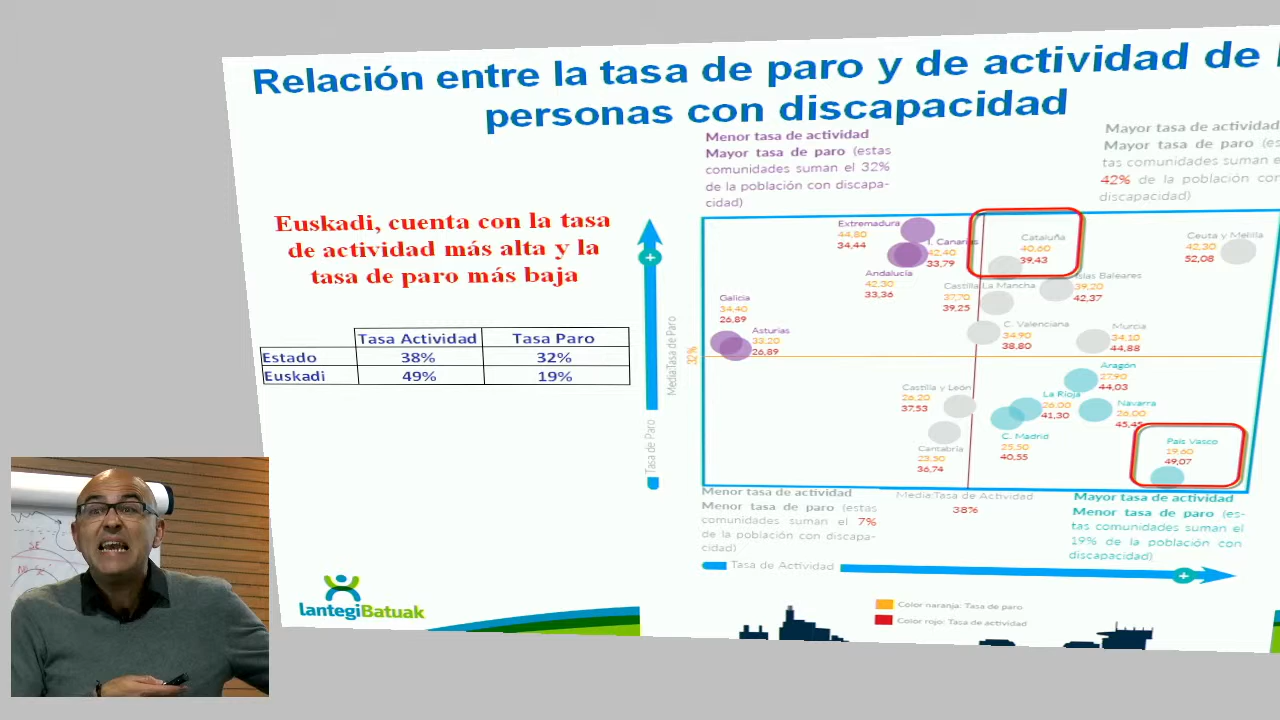 Relación entre la tasa de paro y de actividad de
personas con discapacidad
Menor tasa de actividad
Mayor tasa de paro (estas
comunidades suman el 32%
de la población con discapa-
cidad)
Mayor tasa de actividad
Mayor tasa de paro (es-
tas comunidades suman el
42% de la población con
discapacidad)
Euskadi, cuenta con la tasa
de actividad más alta y la
tasa de paro más baja
Tasa Actividad Tasa Paro
Estado 38% 32%
Euskadi 49% 19%
Tasa de Paro
Media:Tasa de Paro
32%
+
Extremadura
44,80
34,44
I. Canarias
42,40
33,79
Andalucía
42,30
33,36
Cataluña
40,60
39,43
Ceuta y Melilla
42,30
52,08
Islas Baleares
39,20
42,37
Castilla La Mancha
37,70
39,25
Galicia
34,40
26,89
Asturias
33,20
26,89
C. Valenciana
34,90
38,80
Murcia
34,10
44,88
Aragón
27,90
44,03
Castilla y León
26,20
37,53
La Rioja
26,00
41,30
Navarra
26,00
45,45
C. Madrid
25,50
40,55
Cantabria
23,50
36,74
País Vasco
19,60
49,07
Menor tasa de actividad
Menor tasa de paro (estas
comunidades suman el 7%
de la población con discapa-
cidad)
Media:Tasa de Actividad
38%
Mayor tasa de actividad
Menor tasa de paro (es-
tas comunidades suman el
19% de la población con
discapacidad)
Tasa de Actividad
+
Color naranja: Tasa de paro
Color rojo: Tasa de actividad
lantegiBatuak